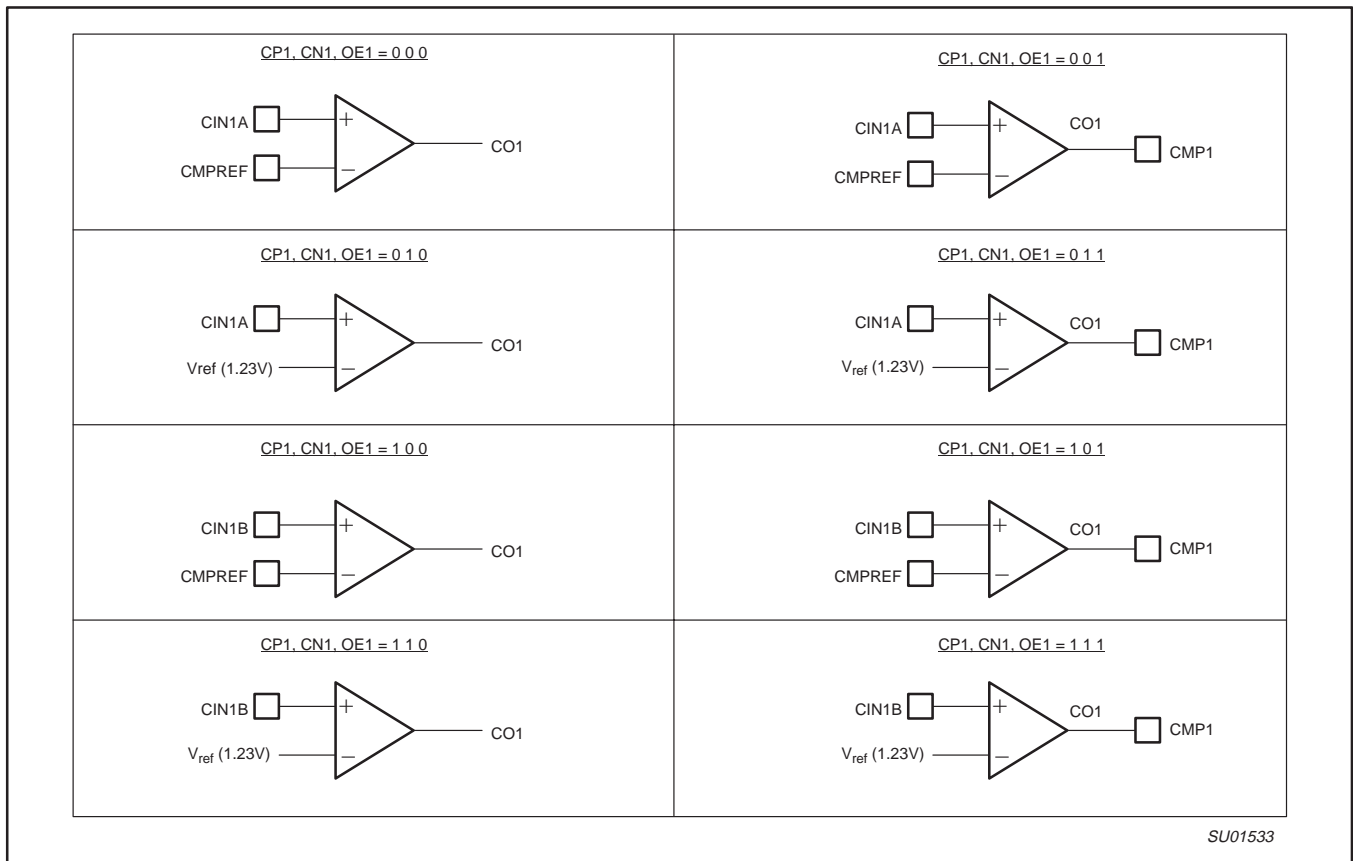 CP1, CN1, OE1 = 0 0 0
CIN1A
+
CMPREF
–
CO1
CP1, CN1, OE1 = 0 0 1
CIN1A
+
CMPREF
–
CO1
CMP1
CP1, CN1, OE1 = 0 1 0
CIN1A
+
Vref (1.23V)
–
CO1
CP1, CN1, OE1 = 0 1 1
CIN1A
+
Vref (1.23V)
–
CO1
CMP1
CP1, CN1, OE1 = 1 0 0
CIN1B
+
CMPREF
–
CO1
CP1, CN1, OE1 = 1 0 1
CIN1B
+
CMPREF
–
CO1
CMP1
CP1, CN1, OE1 = 1 1 0
CIN1B
+
Vref (1.23V)
–
CO1
CP1, CN1, OE1 = 1 1 1
CIN1B
+
Vref (1.23V)
–
CO1
CMP1
SU01533